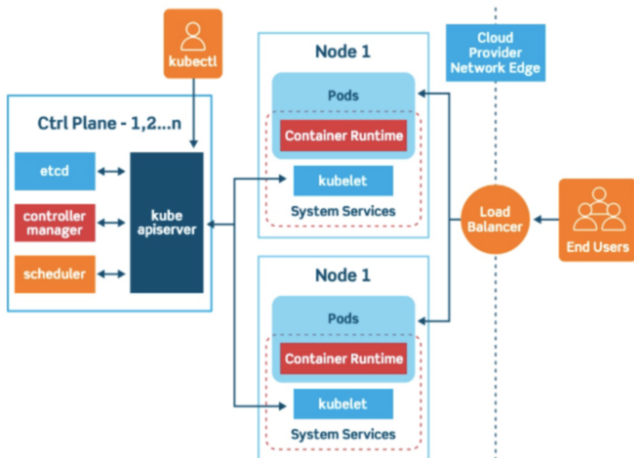 kubectl
Ctrl Plane - 1,2...n
etcd
controller
manager
scheduler
kube
apiserver
Node 1
Pods
Container Runtime
kubelet
System Services
Node 1
Pods
Container Runtime
kubelet
System Services
Cloud
Provider
Network Edge
Load
Balancer
End Users